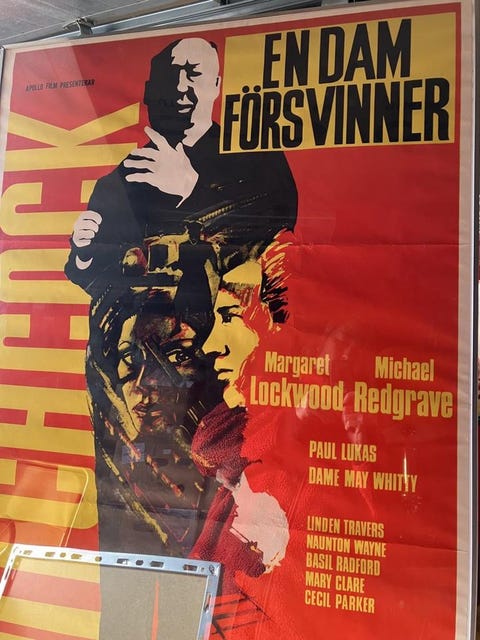 APOLLO FILM PRESENTERAR
EN DAM
FÖRSVINNER
CHCOCK
Margaret Michael
Lockwood Redgrave
PAUL LUKAS
DAME MAY WHITTY
LINDEN TRAVERS
NAUNTON WAYNE
BASIL RADFORD
MARY CLARE
CECIL PARKER